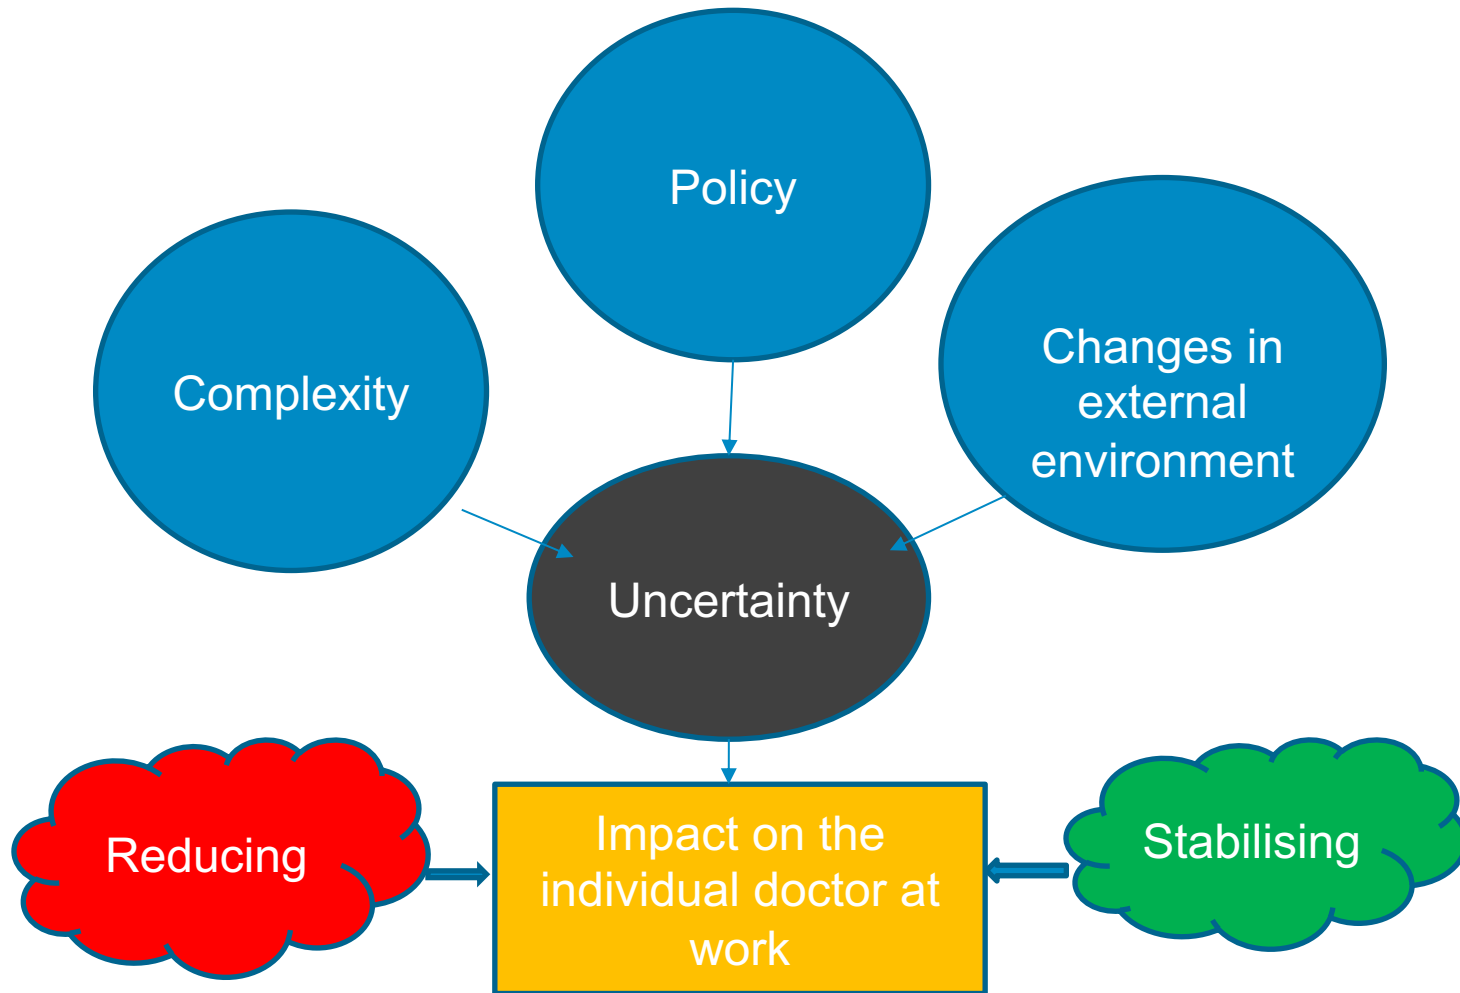 Policy
Complexity
Changes in
external
environment
Uncertainty
Reducing
Impact on the
individual doctor at
work
Stabilising